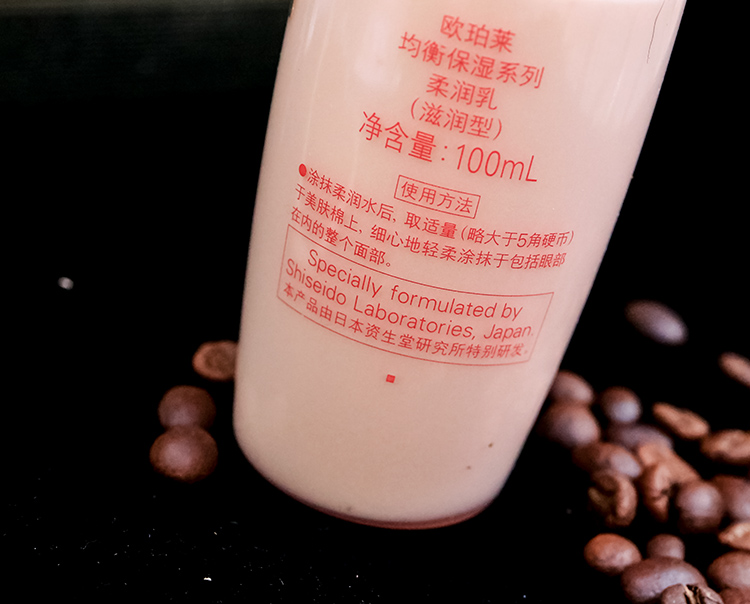 欧珀莱
均衡保湿系列
柔润乳
（滋润型）
净含量：100mL
使用方法
●涂抹柔润水后，取适量（略大于5角硬币）
于美肤棉上，细心地轻柔涂抹于包括眼部
在内的整个面部。
Specially formulated by
Shiseido Laboratories, Japan.
本产品由日本资生堂研究所特别研发。